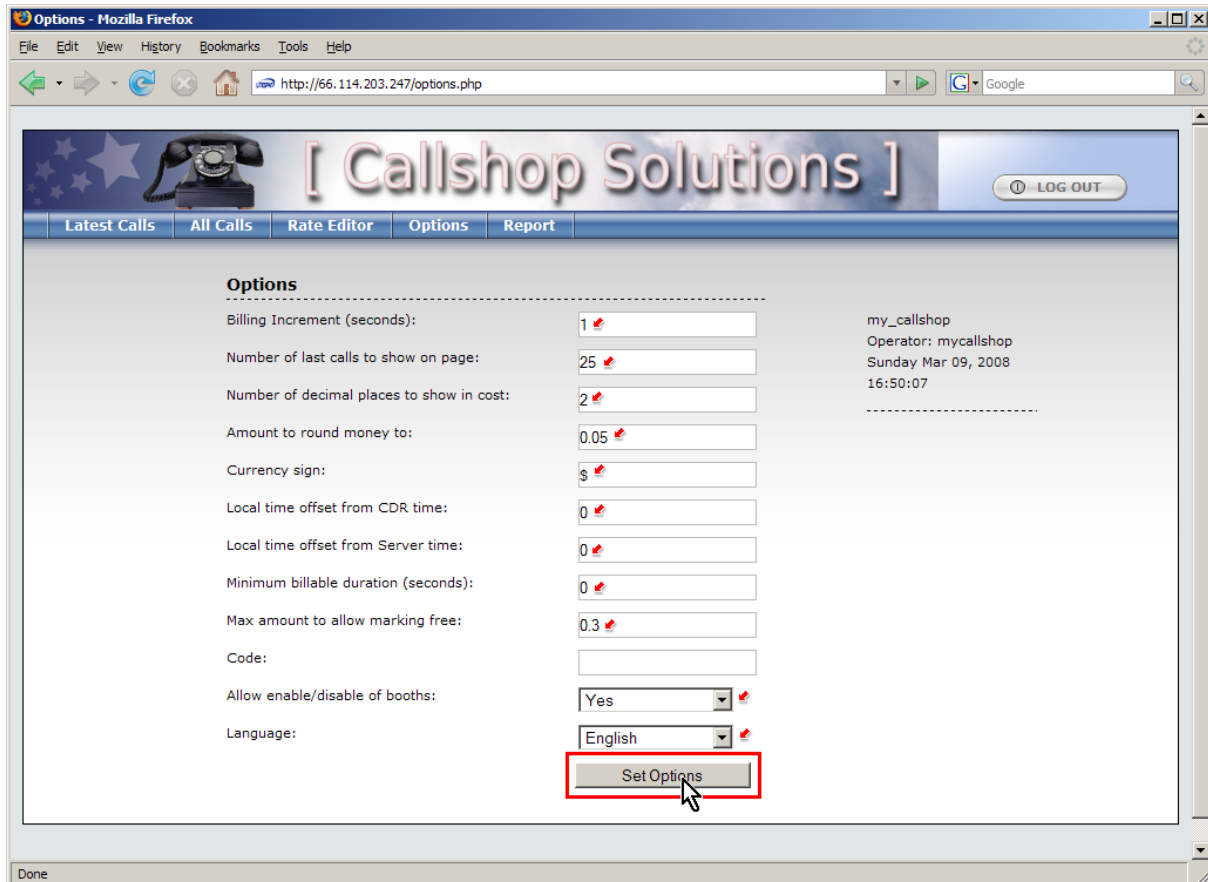 Options - Mozilla Firefox
File Edit View History Bookmarks Tools Help
http://66.114.203.247/options.php
G Google
[ Callshop Solutions ]
LOG OUT
Latest Calls All Calls Rate Editor Options Report
Options
Billing Increment (seconds): 1
Number of last calls to show on page: 25
Number of decimal places to show in cost: 2
Amount to round money to: 0.05
Currency sign: $
Local time offset from CDR time: 0
Local time offset from Server time: 0
Minimum billable duration (seconds): 0
Max amount to allow marking free: 0.3
Code:
Allow enable/disable of booths: Yes
Language: English
Set Options
my_callshop
Operator: mycallshop
Sunday Mar 09, 2008
16:50:07
Done